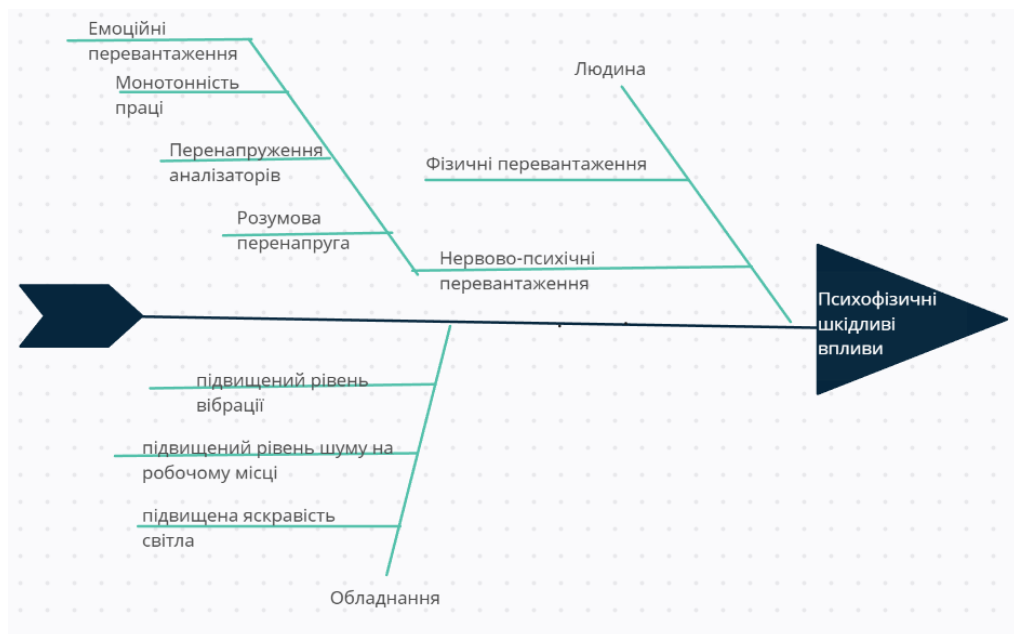 Емоційні
перевантаження
Монотонність
праці
Перенапруження
аналізаторів
Розумова
перенапруга
Людина
Фізичні перевантаження
Нервово-психічні
перевантаження
Психофізичні
шкідливі
впливи
підвищений рівень
вібрації
підвищений рівень шуму на
робочому місці
підвищена яскравість
світла
Обладнання